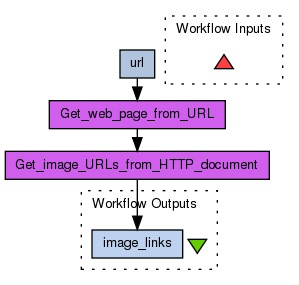 Workflow Inputs
url
Get_web_page_from_URL
Get_image_URLs_from_HTTP_document
Workflow Outputs
image_links